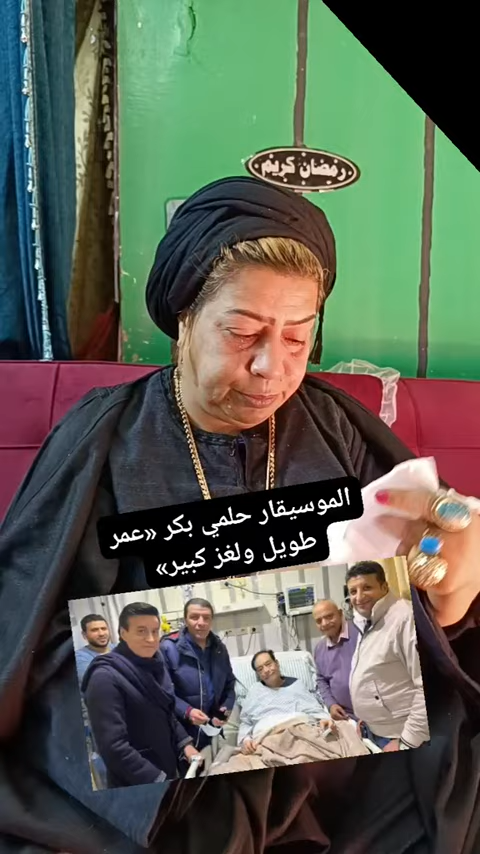 رمضان كريم
الموسيقار حلمي بكر «عمر
طويل ولغز كبير»